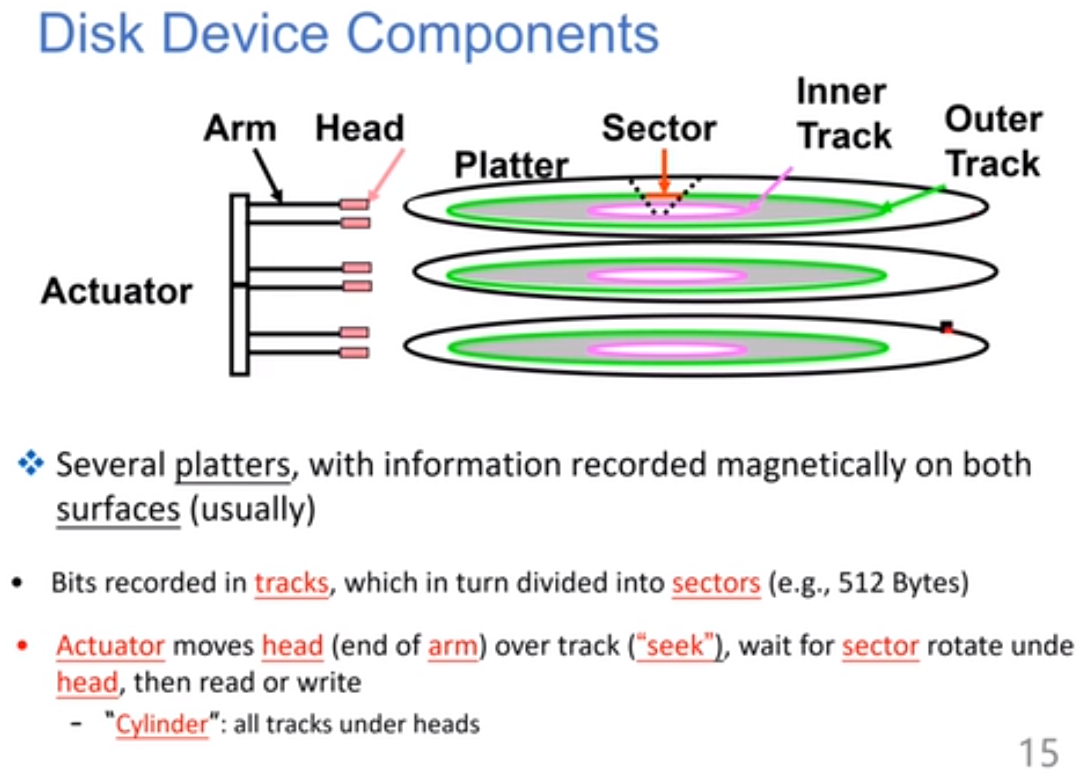 Disk Device Components
Inner
Arm Head Sector Track Outer
Platter Track
Actuator
❖ Several platters, with information recorded magnetically on both
surfaces (usually)
• Bits recorded in tracks, which in turn divided into sectors (e.g., 512 Bytes)
• Actuator moves head (end of arm) over track (“seek”), wait for sector rotate unde
head, then read or write
- “Cylinder”: all tracks under heads
15